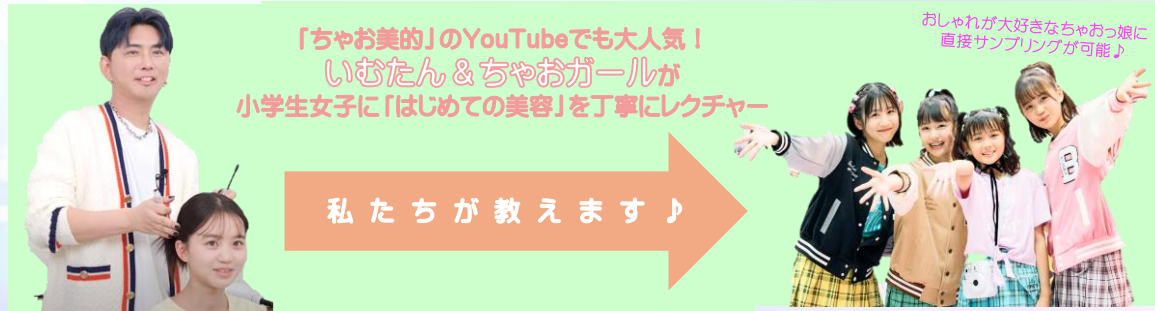 「ちゃお美的」のYouTubeでも大人気！
いむたん＆ちゃおガールが
小学生女子に「はじめての美容」を丁寧にレクチャー
私たちが教えます♪
おしゃれが大好きなちゃおっ娘に
直接サンプリングが可能♪
B